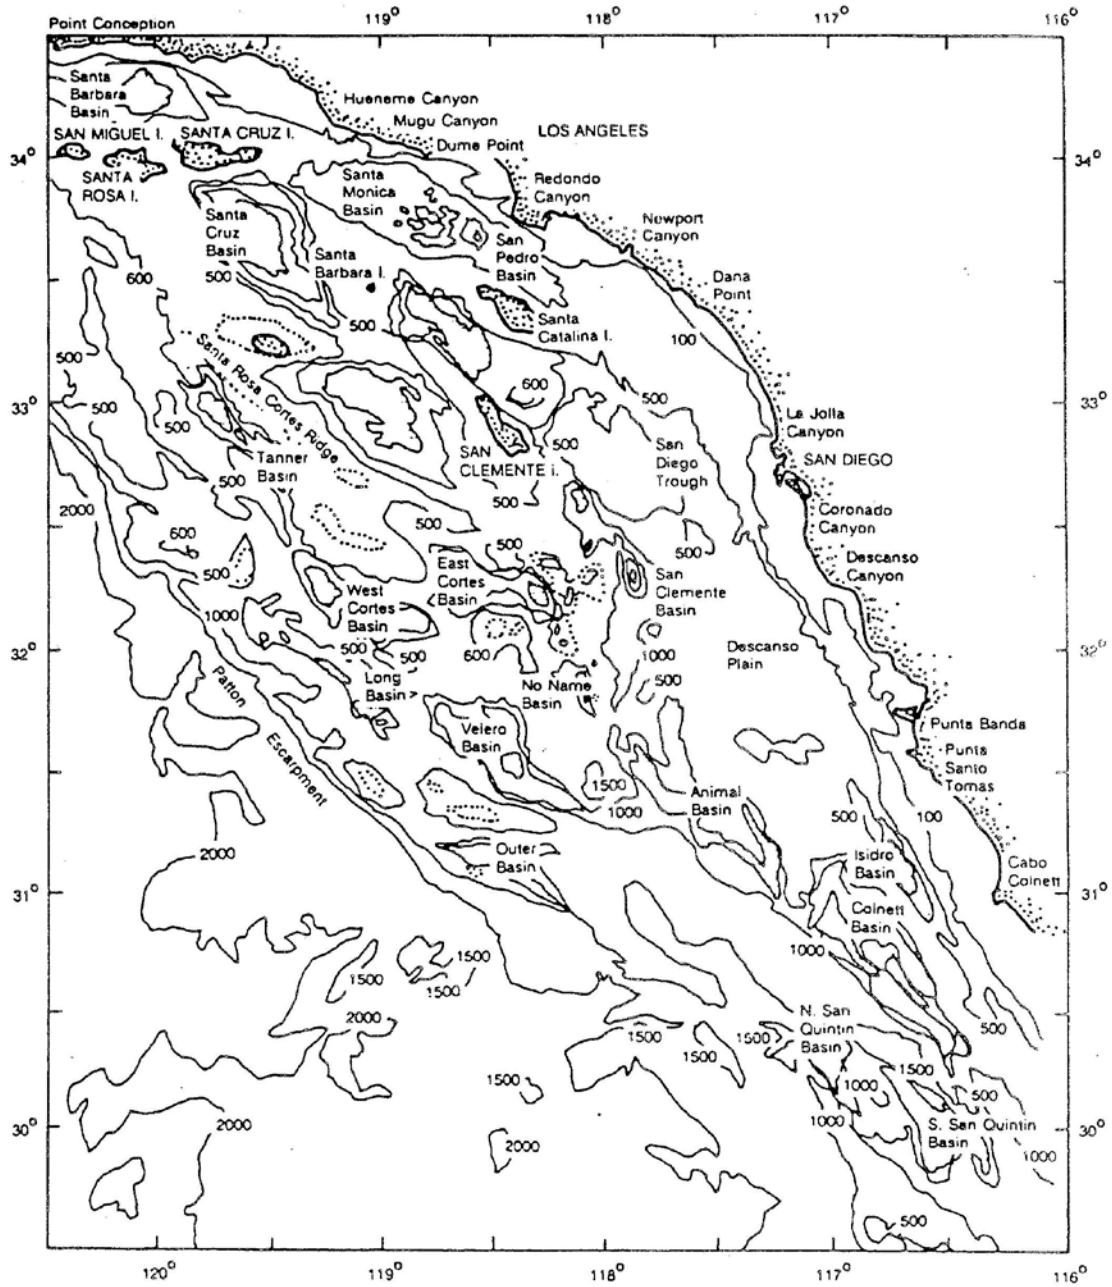 119°
118°
117°
116°
Point Conception
Santa
Barbara
Basin
Hueneme Canyon
Mugu Canyon
LOS ANGELES
SAN MIGUEL I.
SANTA CRUZ I.
Dume Point
34°
34°
SANTA
ROSA I.
Santa
Monica
Basin
Redondo
Canyon
Santa
Cruz
Basin
Newport
Canyon
San
Pedro
Basin
Santa
Barbara I.
600
500
Dana
Point
Santa
Catalina I.
500
100
500
Santa Rosa Cortes Ridge
600
500
33°
33°
500
500
La Jolla
Canyon
SAN
CLEMENTE I.
500
San
Diego
Trough
Tanner
Basin
SAN DIEGO
500
500
2000
Coronado
Canyon
500
600
500
500
East
Cortes
Basin
Descanso
Canyon
500
San
Clemente
Basin
West
Cortes
Basin
1000
32°
32°
500
500
600
1000
Descanso
Plain
Long
Basin >
No Name
Basin
500
Patton
Escarpment
Velero
Basin
Punta Banda
Punta
Santo
Tomas
1500
Animal
Basin
1000
500
100
2000
Outer
Basin
Isidro
Basin
Cabo
Colnett
31°
31°
Colnett
Basin
1000
1500
1500
2000
N. San
Quintin
Basin
500
1500
1500
1500
1500
1500
1000
500
30°
30°
2000
1000
S. San Quintin
Basin
2000
1000
500
120°
119°
118°
117°
116°